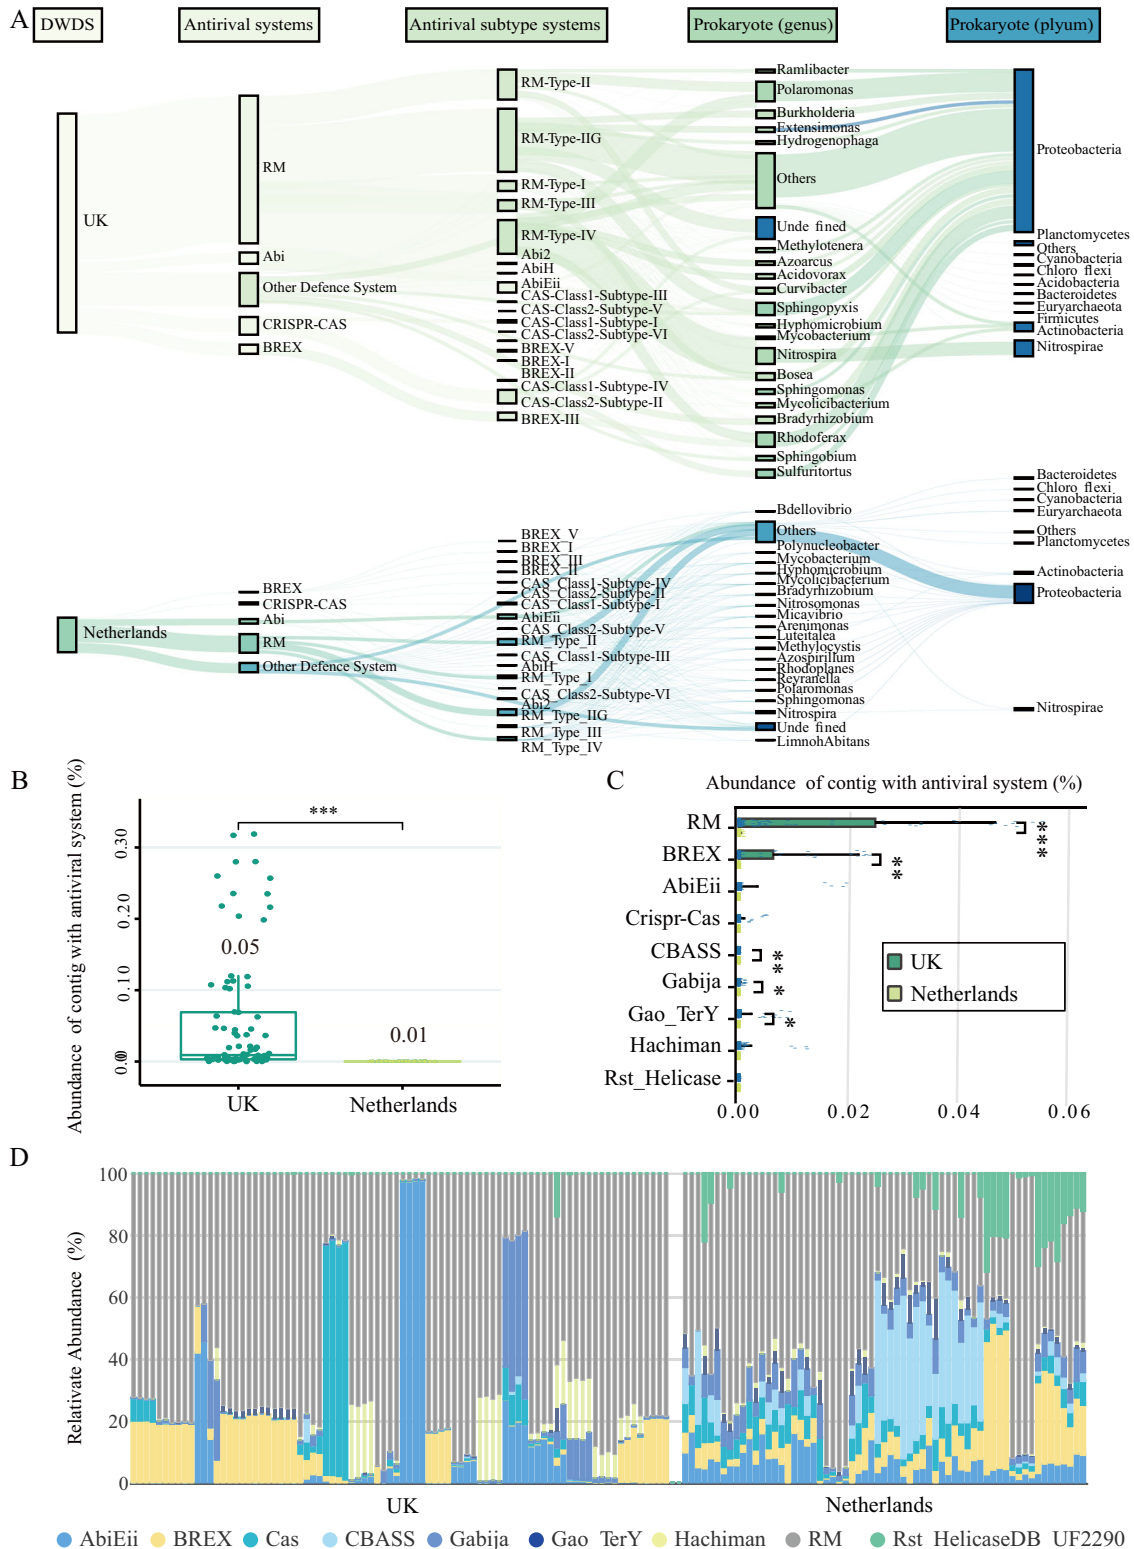 A
DWDS
Antirival systems
Antirival subtype systems
Prokaryote (genus)
Prokaryote (plyum)
UK
RM
Abi
Other Defence System
CRISPR-CAS
BREX
RM-Type-II
RM-Type-IIG
RM-Type-I
RM-Type-III
RM-Type-IV
Abi2
AbiH
AbiEii
CAS-Class1-Subtype-III
CAS-Class2-Subtype-V
CAS-Class1-Subtype-I
CAS-Class2-Subtype-VI
BREX-V
BREX-I
BREX-II
CAS-Class1-Subtype-IV
CAS-Class2-Subtype-II
BREX-III
Ramlibacter
Polaromonas
Burkholderia
Extensimonas
Hydrogenophaga
Others
Unde fined
Methylotenera
Azoarcus
Acidovorax
Curvibacter
Sphingopyxis
Hyphomicrobium
Mycobacterium
Nitrospira
Bosea
Sphingomonas
Mycolicibacterium
Bradyrhizobium
Rhodoferax
Sphingobium
Sulfuritortus
Proteobacteria
Planctomycetes
Others
Cyanobacteria
Chloro flexi
Acidobacteria
Bacteroidetes
Euryarchaeota
Firmicutes
Actinobacteria
Nitrospirae
Netherlands
BREX
CRISPR-CAS
Abi
RM
Other Defence System
BREX_V
BREX_I
BREX_III
BREX_II
CAS_Class1-Subtype-IV
CAS_Class2-Subtype-II
CAS_Class1-Subtype-I
AbiEii
CAS_Class2-Subtype-V
RM_Type_II
CAS_Class1-Subtype-III
AbiH
RM_Type_I
CAS_Class2-Subtype-VI
Abi2
RM_Type_IIG
RM_Type_III
RM_Type_IV
Bdellovibrio
Others
Polynucleobacter
Mycobacterium
Hyphomicrobium
Mycolicibacterium
Bradyrhizobium
Nitrosomonas
Micavibrio
Arenimonas
Luteitalea
Methylocystis
Azospirillum
Rhodoplanes
Reyranella
Polaromonas
Sphingomonas
Nitrospira
Unde fined
LimnohAbitans
Bacteroidetes
Chloro flexi
Cyanobacteria
Euryarchaeota
Others
Planctomycetes
Actinobacteria
Proteobacteria
Nitrospirae
B
Abundance of contig with antiviral system (%)
0.30
0.20
0.10
0.0
***
0.05
0.01
UK
Netherlands
C
Abundance of contig with antiviral system (%)
RM
BREX
AbiEii
Crispr-Cas
CBASS
Gabija
Gao_TerY
Hachiman
Rst_Helicase
***
**
**
*
*
UK
Netherlands
0.00
0.02
0.04
0.06
D
Relativate Abundance (%)
100
80
60
40
20
0
UK
Netherlands
AbiEii
BREX
Cas
CBASS
Gabija
Gao TerY
Hachiman
RM
Rst HelicaseDB UF2290